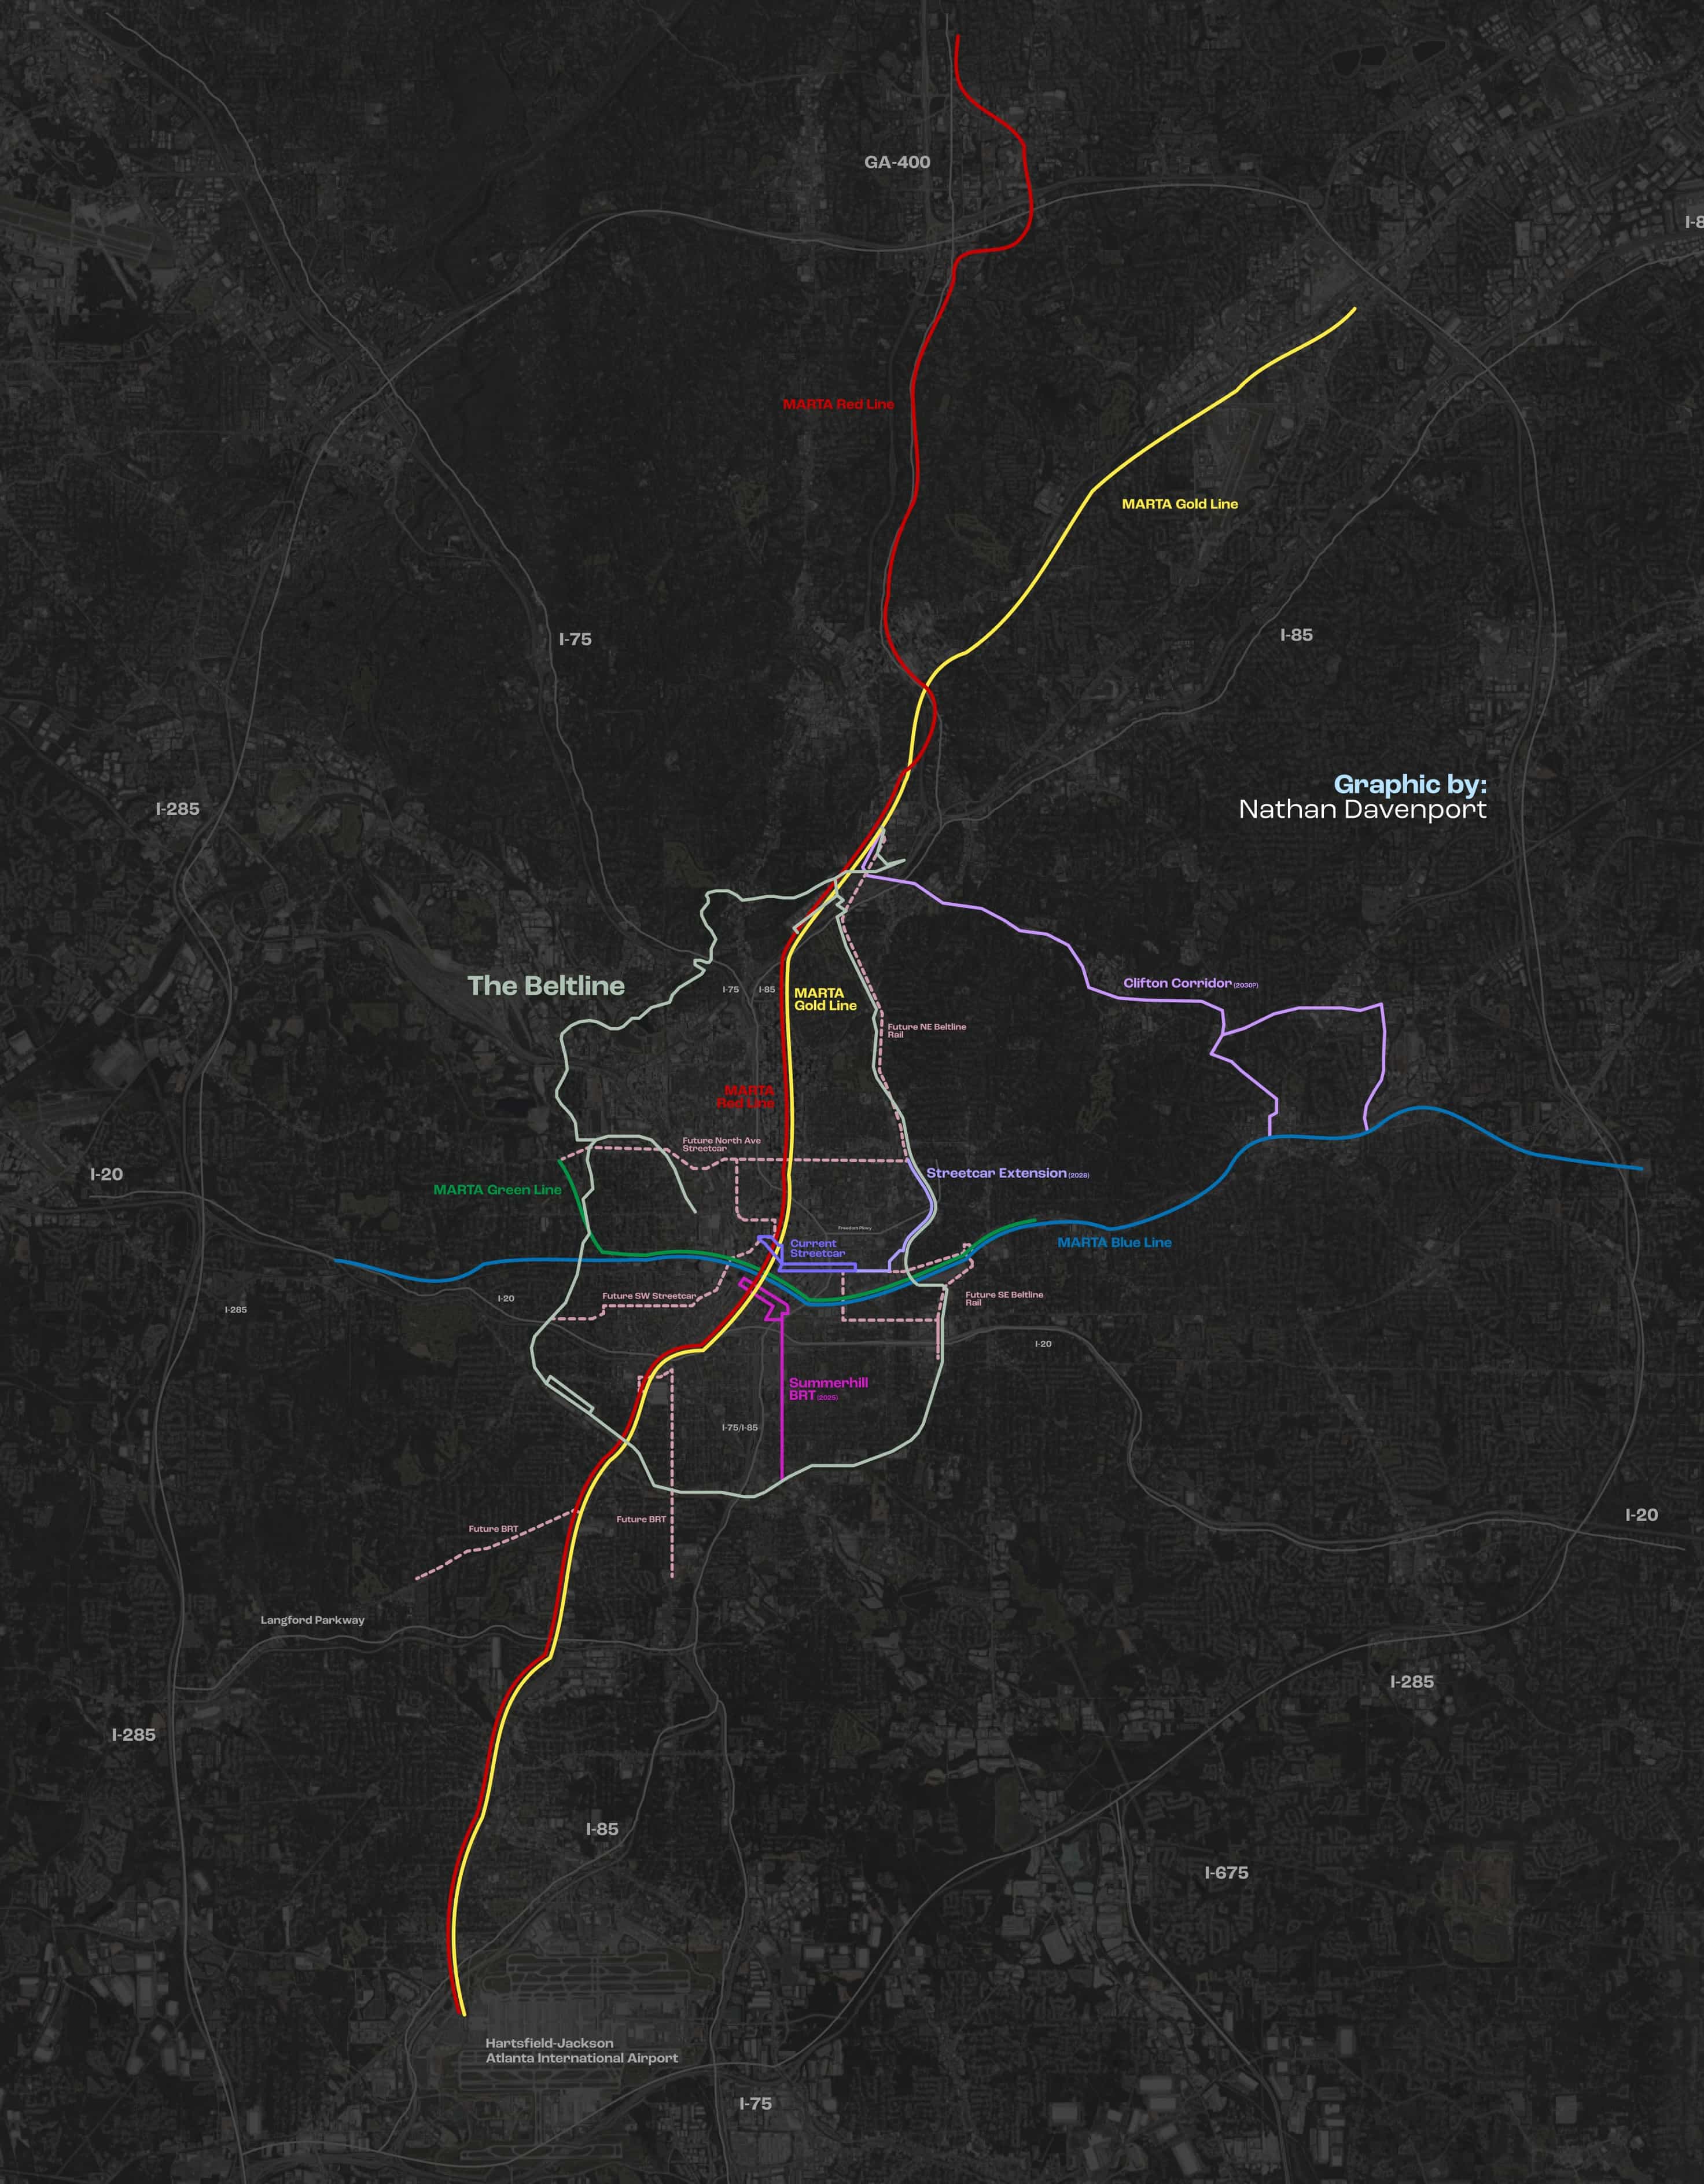 GA-400
I-8
MARTA Red Line
MARTA Gold Line
I-75
I-85
I-285
Graphic by:
Nathan Davenport
The Beltline
I-75
I-85
MARTA
Gold Line
Clifton Corridor (2030?)
Future NE Beltline
Rail
MARTA
Red Line
Future North Ave
Streetcar
I-20
Streetcar Extension (2028)
MARTA Green Line
Freedom Pkwy
Current
Streetcar
MARTA Blue Line
I-285
I-20
Future SW Streetcar
Future SE Beltline
Rail
I-20
Summerhill
BRT (2025)
I-75/I-85
Future BRT
Future BRT
I-20
Langford Parkway
I-285
I-285
I-85
I-675
Hartsfield-Jackson
Atlanta International Airport
I-75